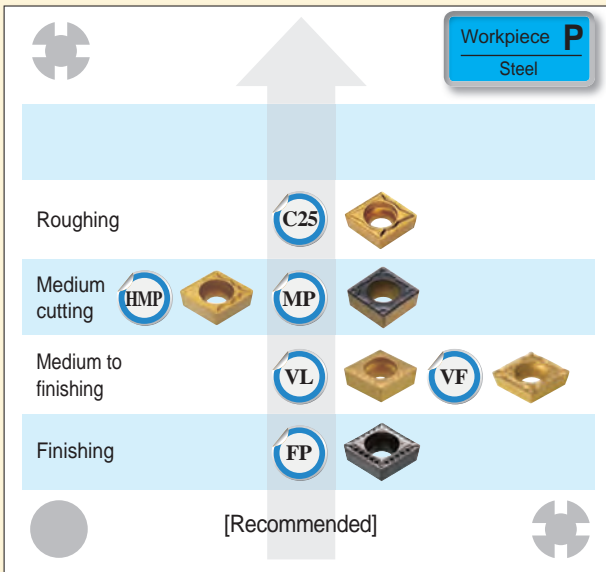 Workpiece P
Steel
Roughing
C25
Medium
cutting
HMP
MP
Medium to
finishing
VL
VF
Finishing
FP
[Recommended]